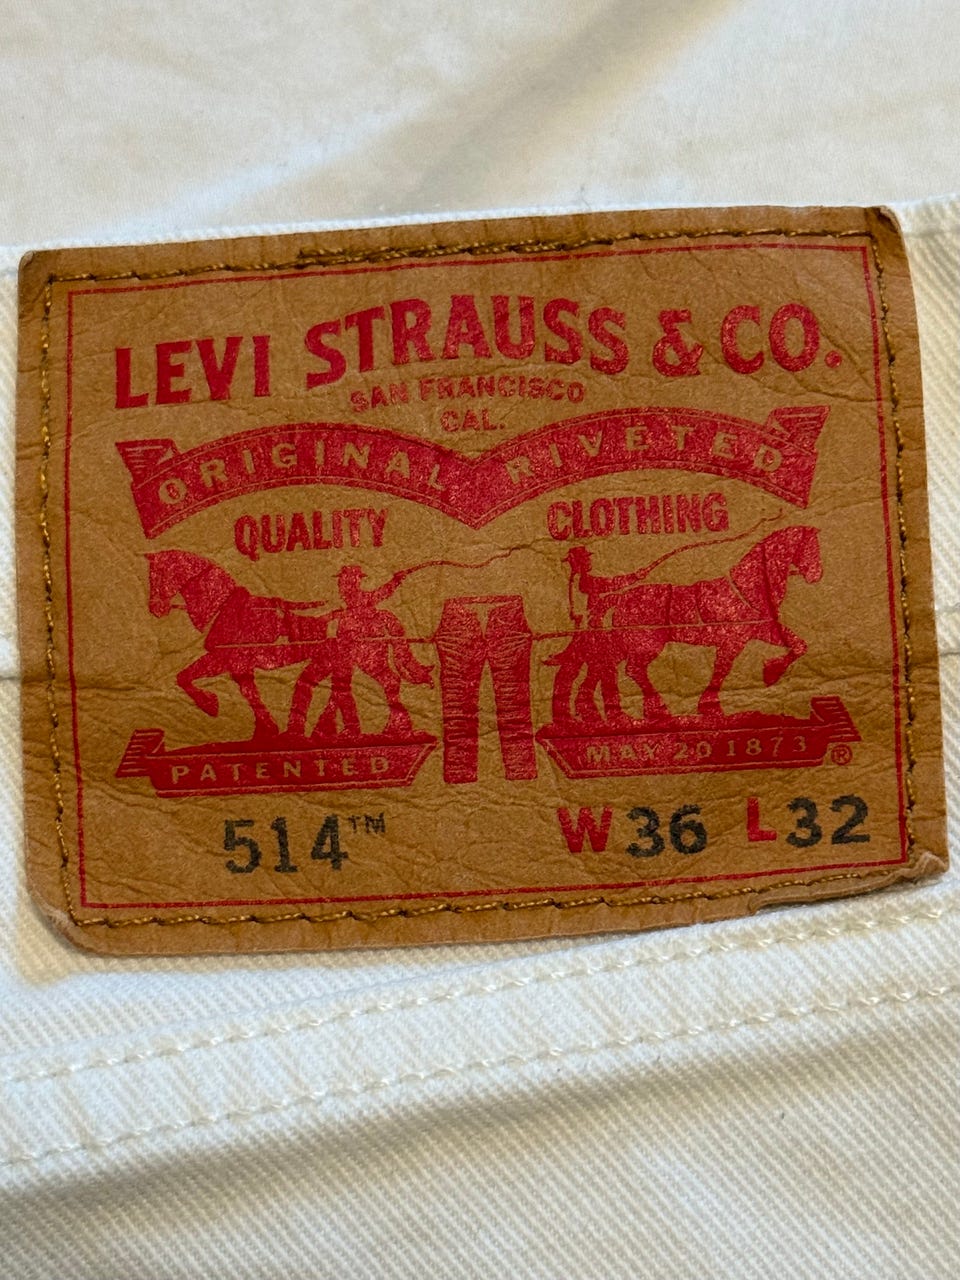 LEVI STRAUSS & CO.
SAN FRANCISCO
CAL.
ORIGINAL RIVETED
QUALITY CLOTHING
PATENTED MAY 20 1873 ®
514™ W36 L32